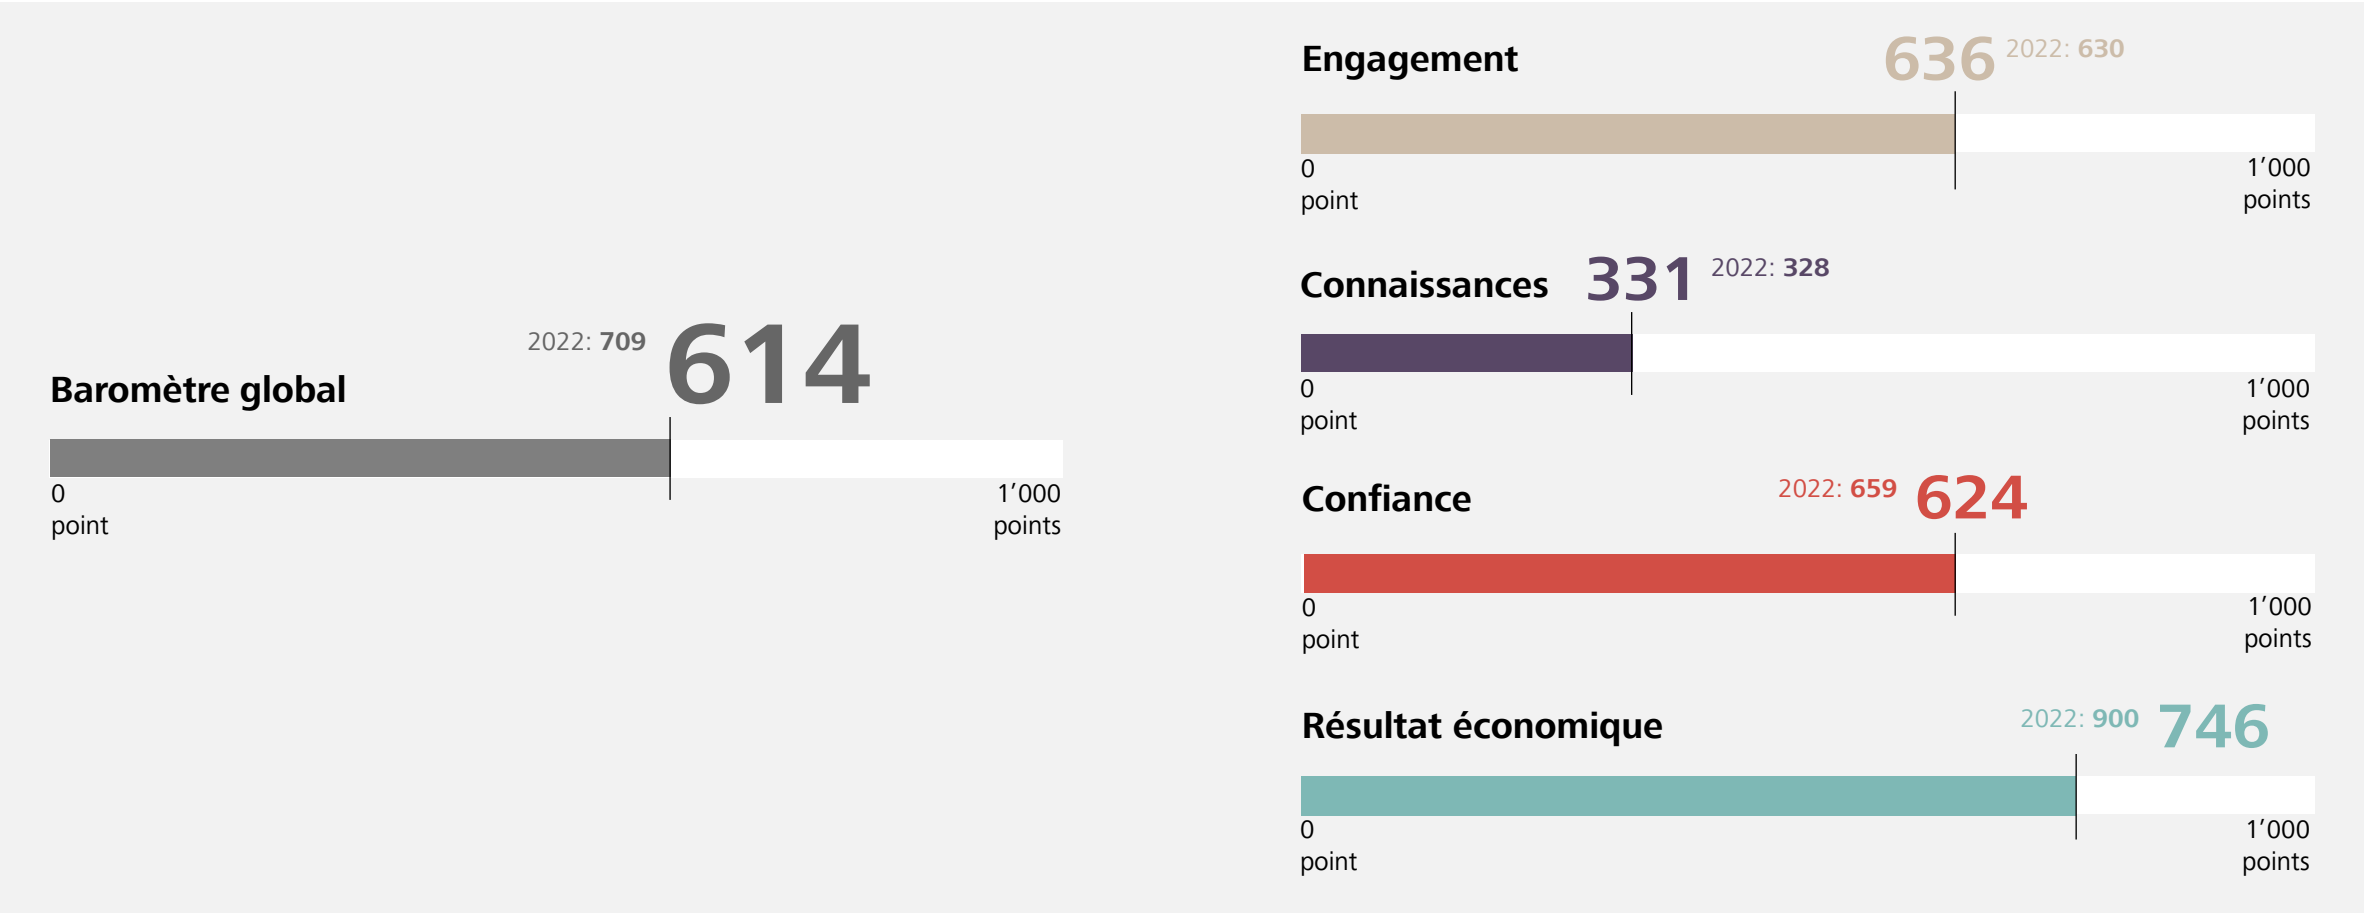 Baromètre global
2022: 709 614
0 point
1’000 points
Engagement
636 2022: 630
0 point
1’000 points
Connaissances 331 2022: 328
0 point
1’000 points
Confiance
2022: 659 624
0 point
1’000 points
Résultat économique
2022: 900 746
0 point
1’000 points